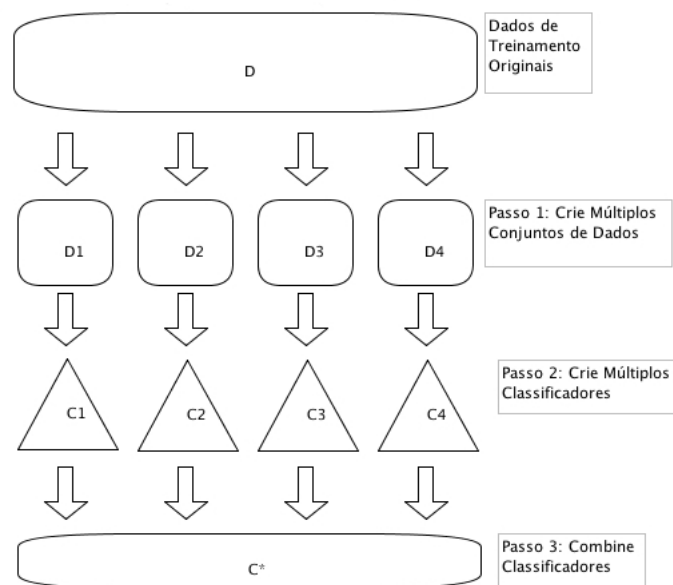 D
Dados de
Treinamento
Originais
D1
D2
D3
D4
Passo 1: Crie Múltiplos
Conjuntos de Dados
C1
C2
C3
C4
Passo 2: Crie Múltiplos
Classificadores
C*
Passo 3: Combine
Classificadores